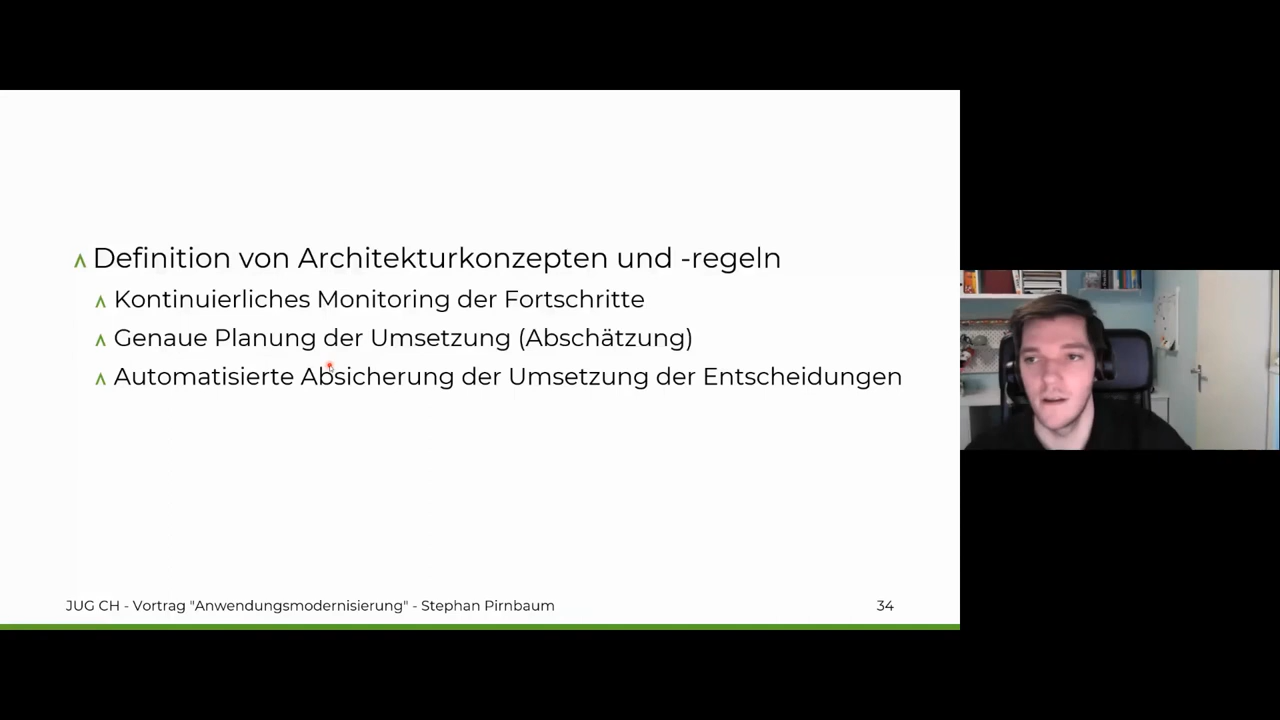 Definition von Architekturkonzepten und -regeln
Kontinuierliches Monitoring der Fortschritte
Genaue Planung der Umsetzung (Abschätzung)
Automatisierte Absicherung der Umsetzung der Entscheidungen
JUG CH - Vortrag "Anwendungsmodernisierung" - Stephan Pirnbaum
34